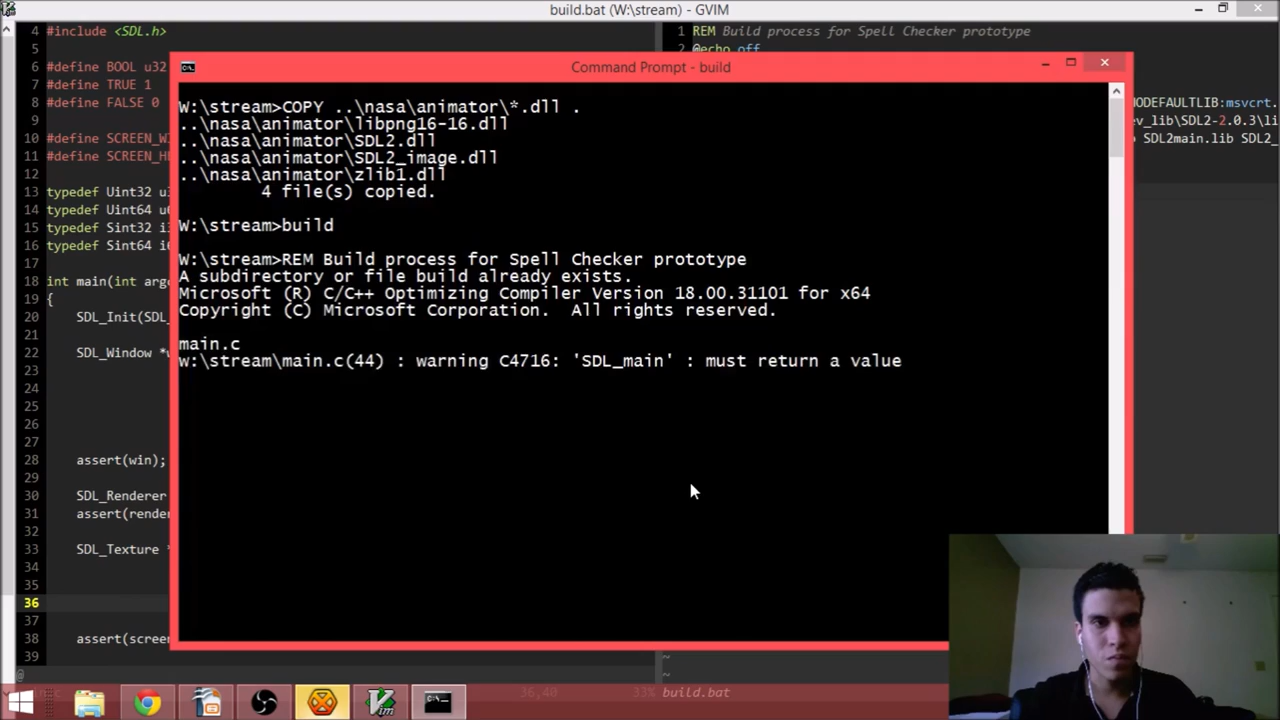 build.bat (W:\stream) - GVIM
4 #include <SDL.h>
5
6 #define BOOL u32
7 #define TRUE 1
8 #define FALSE 0
9
10 #define SCREEN_WI
11 #define SCREEN_HE
12
13 typedef Uint32 u
14 typedef Uint64 u6
15 typedef Sint32 i3
16 typedef Sint64 i6
17
18 int main(int arg
19 {
20 SDL_Init(SDL_
21
22 SDL_Window *w
23
24
25
26
27
28 assert(win);
29
30 SDL_Renderer
31 assert(rende
32
33 SDL_Texture *
34
35
36
37
38 assert(scree
39
@
36,40 33%
1 REM Build process for Spell Checker prototype
2 @echo off
NODEFAULTLIB:msvcrt.
ev_lib\SDL2-2.0.3\li
SDL2main.lib SDL2_
~
~
build.bat
Command Prompt - build
W:\stream>COPY ..\nasa\animator\*.dll .
..\nasa\animator\libpng16-16.dll
..\nasa\animator\SDL2.dll
..\nasa\animator\SDL2_image.dll
..\nasa\animator\zlib1.dll
4 file(s) copied.
W:\stream>build
W:\stream>REM Build process for Spell Checker prototype
A subdirectory or file build already exists.
Microsoft (R) C/C++ Optimizing Compiler Version 18.00.31101 for x64
Copyright (C) Microsoft Corporation.  All rights reserved.
main.c
w:\stream\main.c(44) : warning C4716: 'SDL_main' : must return a value